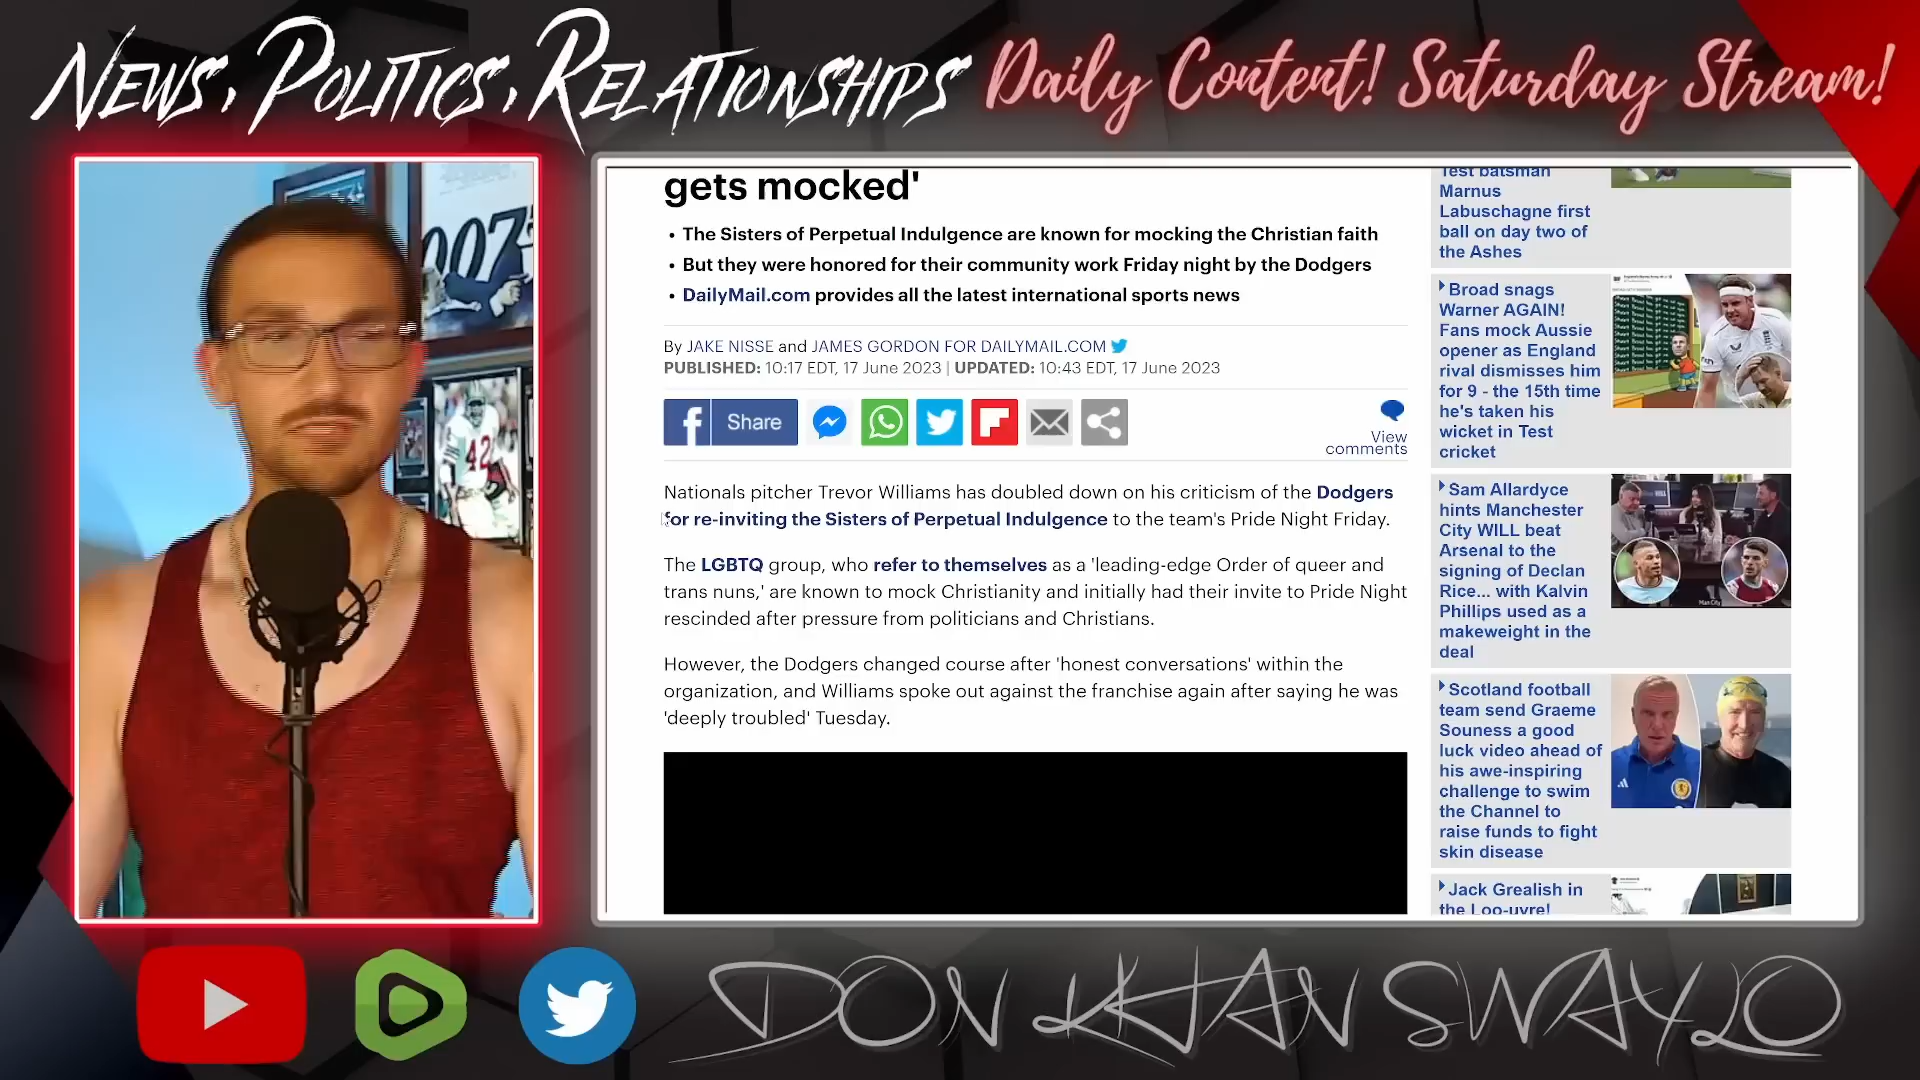 News, Politics, Relationships
Daily Content! Saturday Stream!
007
42
gets mocked'
• The Sisters of Perpetual Indulgence are known for mocking the Christian faith
• But they were honored for their community work Friday night by the Dodgers
• DailyMail.com provides all the latest international sports news
By JAKE NISSE and JAMES GORDON FOR DAILYMAIL.COM
PUBLISHED: 10:17 EDT, 17 June 2023 | UPDATED: 10:43 EDT, 17 June 2023
f Share
View
comments
Nationals pitcher Trevor Williams has doubled down on his criticism of the Dodgers
for re-inviting the Sisters of Perpetual Indulgence to the team's Pride Night Friday.
The LGBTQ group, who refer to themselves as a 'leading-edge Order of queer and
trans nuns,' are known to mock Christianity and initially had their invite to Pride Night
rescinded after pressure from politicians and Christians.
However, the Dodgers changed course after 'honest conversations' within the
organization, and Williams spoke out against the franchise again after saying he was
'deeply troubled' Tuesday.
Test batsman
Marnus
Labuschagne first
ball on day two of
the Ashes
Broad snags
Warner AGAIN!
Fans mock Aussie
opener as England
rival dismisses him
for 9 - the 15th time
he's taken his
wicket in Test
cricket
Sam Allardyce
hints Manchester
City WILL beat
Arsenal to the
signing of Declan
Rice... with Kalvin
Phillips used as a
makeweight in the
deal
Man City
Scotland football
team send Graeme
Souness a good
luck video ahead of
his awe-inspiring
challenge to swim
the Channel to
raise funds to fight
skin disease
Jack Grealish in
the Loo-uvre!
DON KHAN SWAYLO